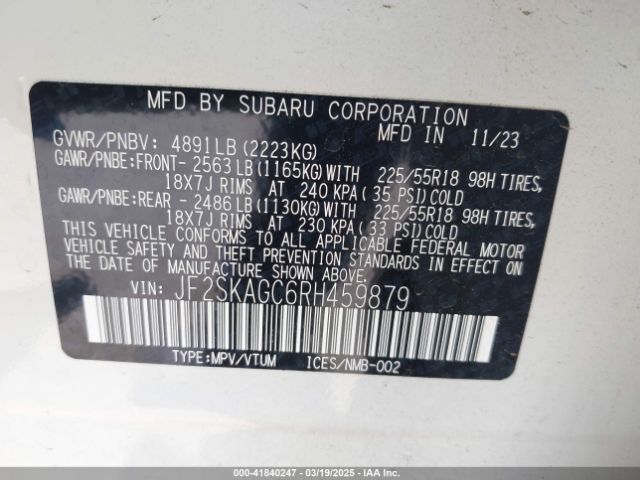 MFD BY SUBARU CORPORATION
GVWR/PNBV: 4891LB(2223KG) MFD IN 11/23
GAWR/PNBE:FRONT- 2563LB(1165KG)WITH 225/55R18 98H TIRES,
18X7J RIMS AT 240 KPA( 35 PSI)COLD
GAWR/PNBE:REAR - 2486LB(1130KG)WITH 225/55R18 98H TIRES,
18X7J RIMS AT 230 KPA( 33 PSI)COLD
THIS VEHICLE CONFORMS TO ALL APPLICABLE FEDERAL MOTOR
VEHICLE SAFETY AND THEFT PREVENTION STANDARDS IN EFFECT ON
THE DATE OF MANUFACTURE SHOWN ABOVE.
VIN: JF2SKAGC6RH459879
TYPE:MPV/VTUM ICES/NMB-002
000-41840247 - 03/19/2025 - IAA Inc.